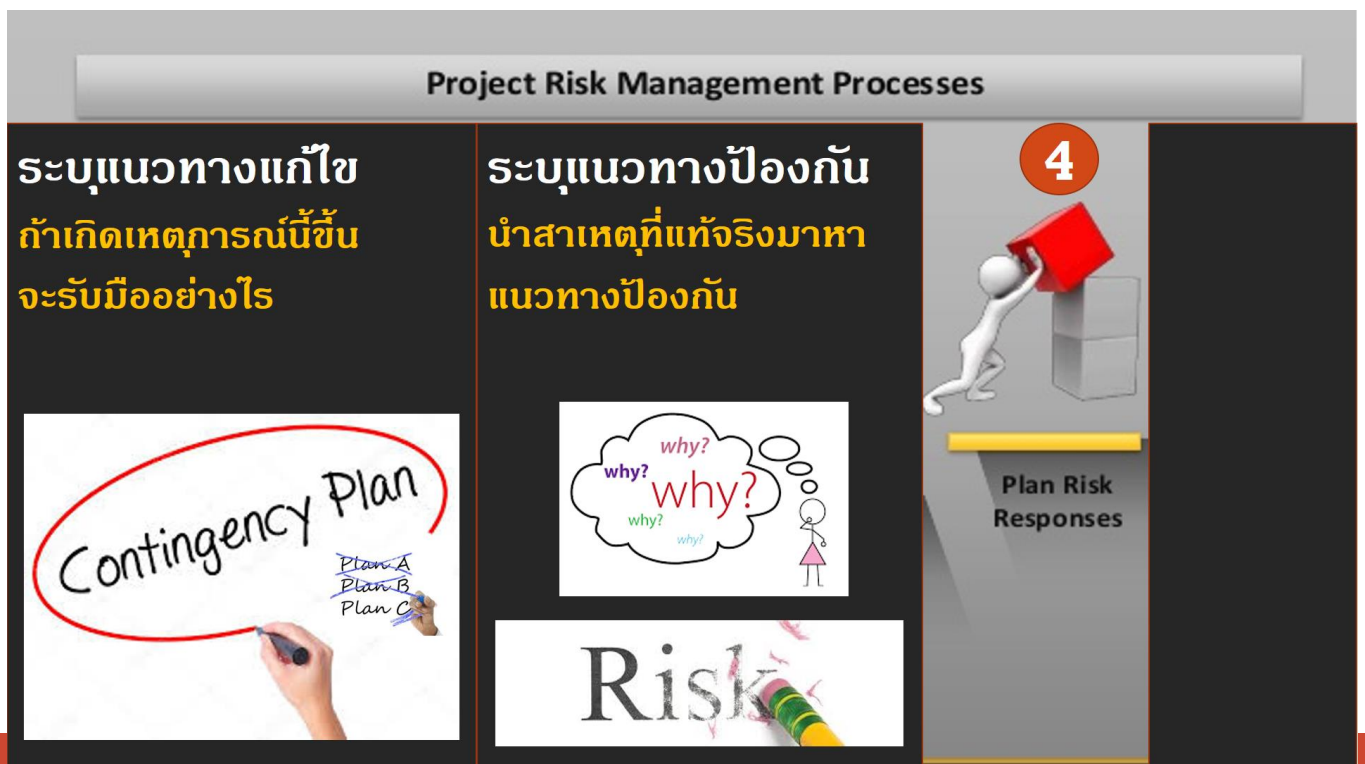 Project Risk Management Processes
ระบุแนวทางแก้ไข
ถ้าเกิดเหตุการณ์นี้ขึ้น
จะรับมืออย่างไร
Contingency Plan
Plan A
Plan B
Plan C
ระบุแนวทางป้องกัน
นำสาเหตุที่แท้จริงมาหา
แนวทางป้องกัน
why?
why?
why?
why?
why?
Risk
4
Plan Risk
Responses